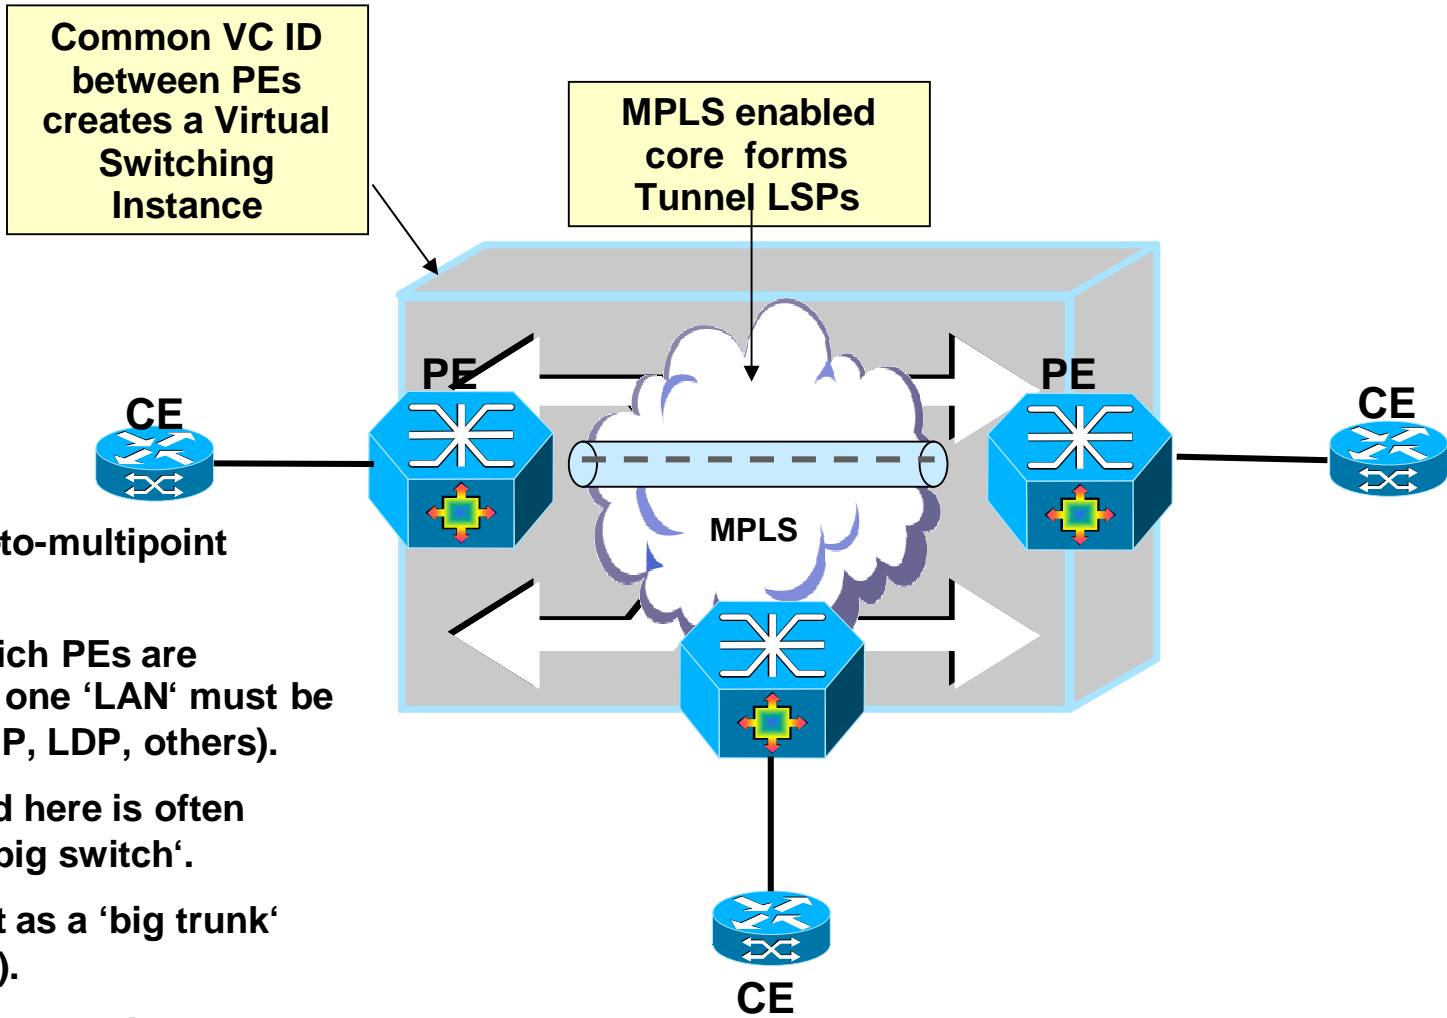 Common VC ID
between PEs
creates a Virtual
Switching
Instance
MPLS enabled
core forms
Tunnel LSPs
PE
PE
CE
CE
MPLS
-to-multipoint
ich PEs are
one ‘LAN‘ must be
P, LDP, others).
d here is often
big switch‘.
t as a ‘big trunk‘
).
CE